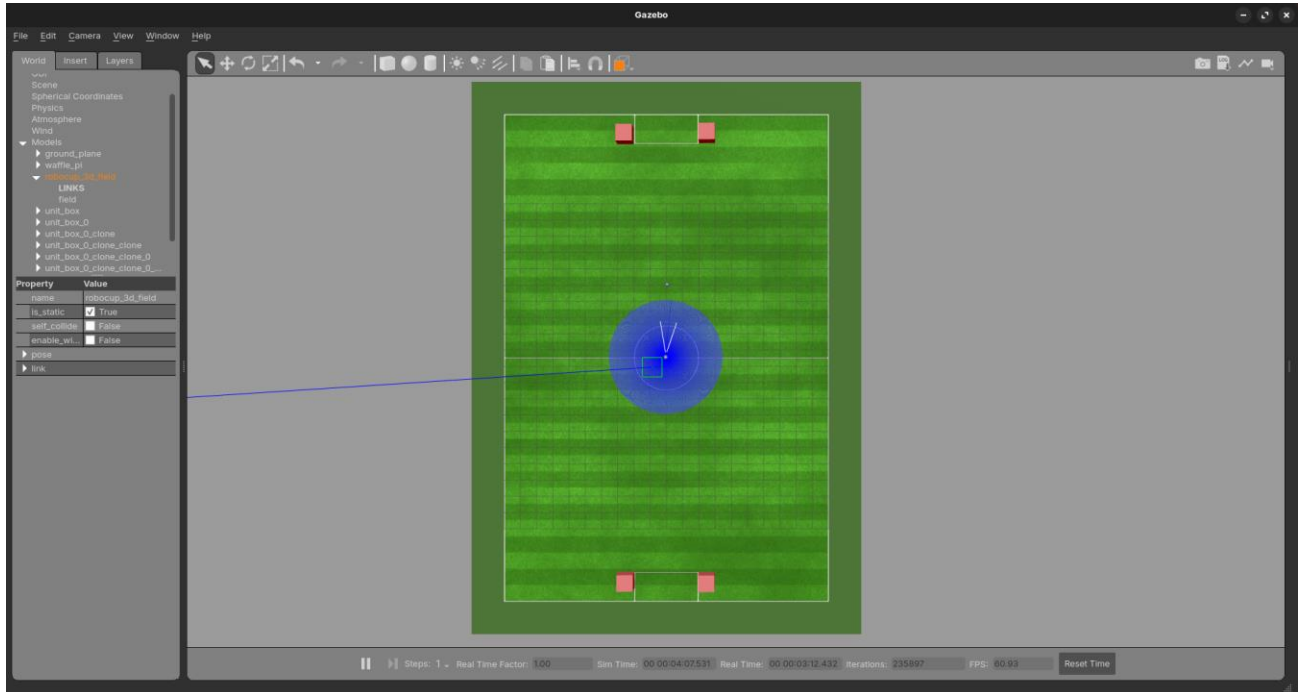 Gazebo
File Edit Camera View Window Help
World Insert Layers
GUI
Scene
Spherical Coordinates
Physics
Atmosphere
Wind
Models
ground_plane
waffle_pi
robocup_3d_field
LINKS
field
unit_box
unit_box_0
unit_box_0_clone
unit_box_0_clone_clone
unit_box_0_clone_clone_0
unit_box_0_clone_clone_0_...
Property Value
name robocup_3d_field
is_static True
self_collide False
enable_wi... False
pose
link
Steps: 1 Real Time Factor: 1.00 Sim Time: 00 00:04:07.531 Real Time: 00 00:03:12.432 Iterations: 235897 FPS: 60.93 Reset Time